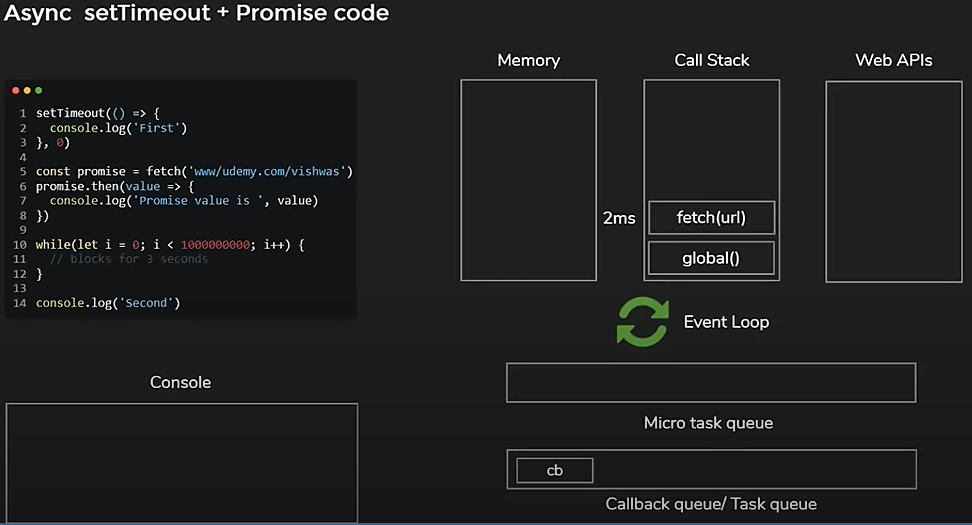 Async setTimeout + Promise code
Memory
Call Stack
Web APIs
1 setTimeout(() => {
2 console.log('First')
3 }, 0)
4
5 const promise = fetch('www/udemy.com/vishwas')
6 promise.then(value => {
7 console.log('Promise value is ', value)
8 })
9
10 while(let i = 0; i < 1000000000; i++) {
11 // blocks for 3 seconds
12 }
13
14 console.log('Second')
2ms
fetch(url)
global()
Event Loop
Console
Micro task queue
cb
Callback queue/ Task queue